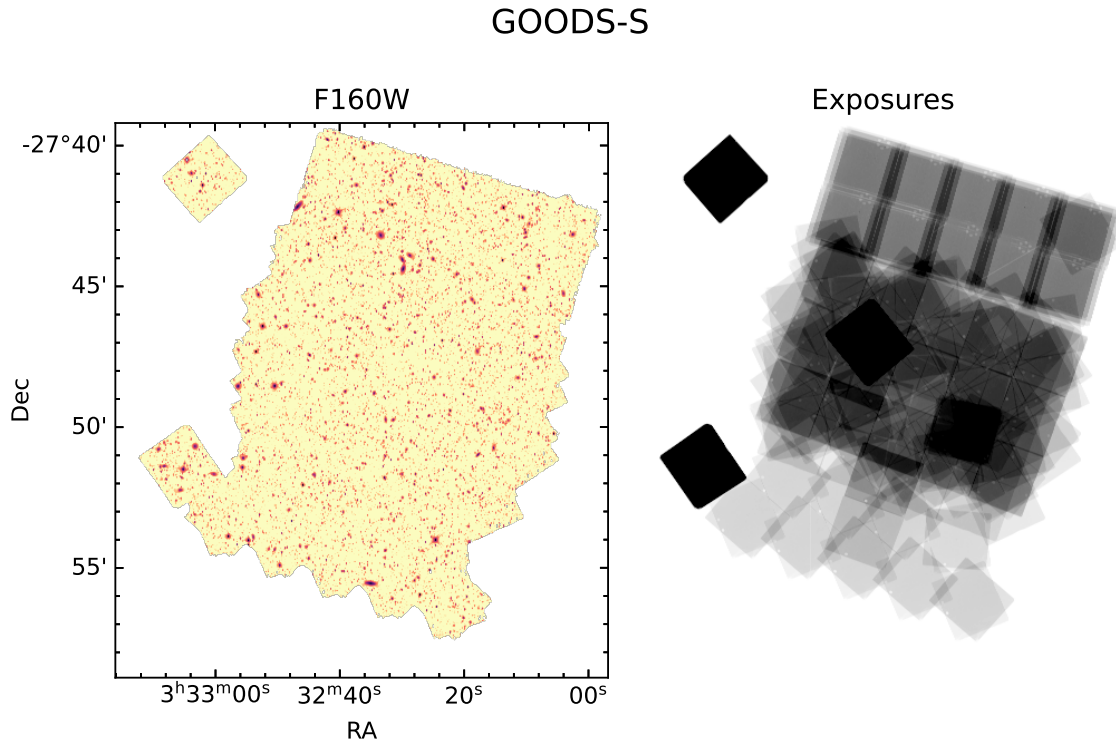 GOODS-S
F160W
Exposures
-27°40'
45'
50'
55'
Dec
3ʰ33ᵐ00ˢ
32ᵐ40ˢ
20ˢ
00ˢ
RA